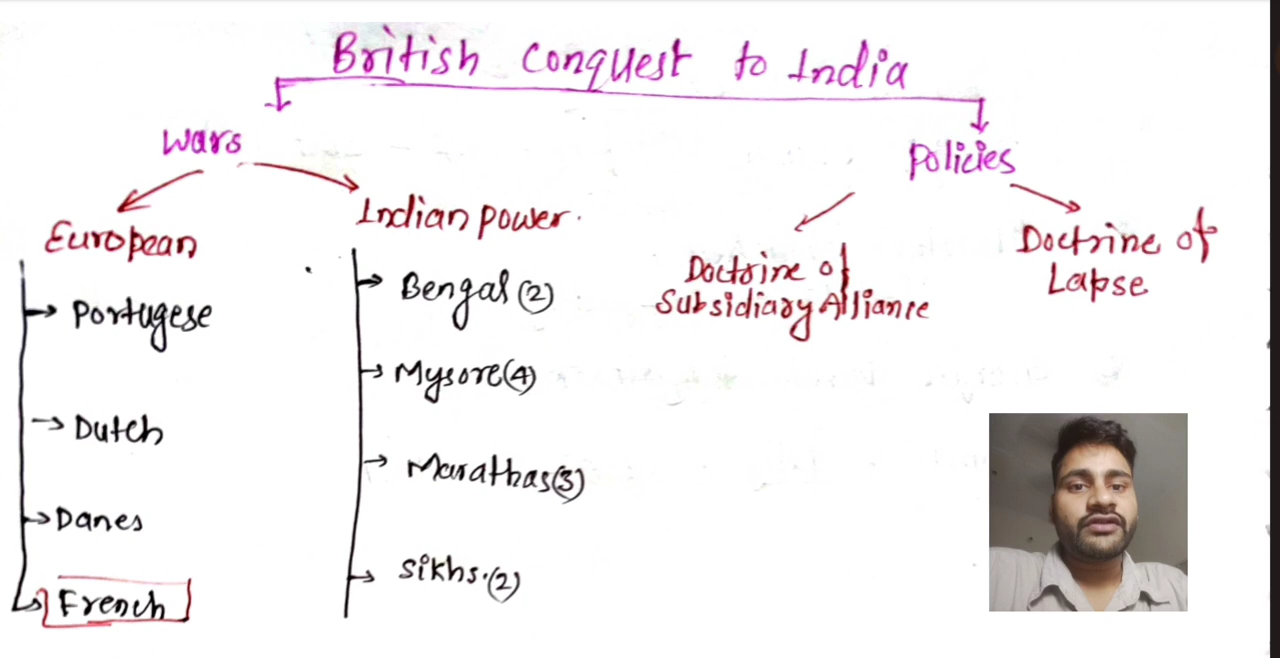 British Conquest to India
Wars
Policies
European
Indian power.
Doctrine of
Subsidiary Alliance
Doctrine of
Lapse
Portugese
Dutch
Danes
French
Bengal (2)
Mysore (4)
Marathas (3)
Sikhs. (2)